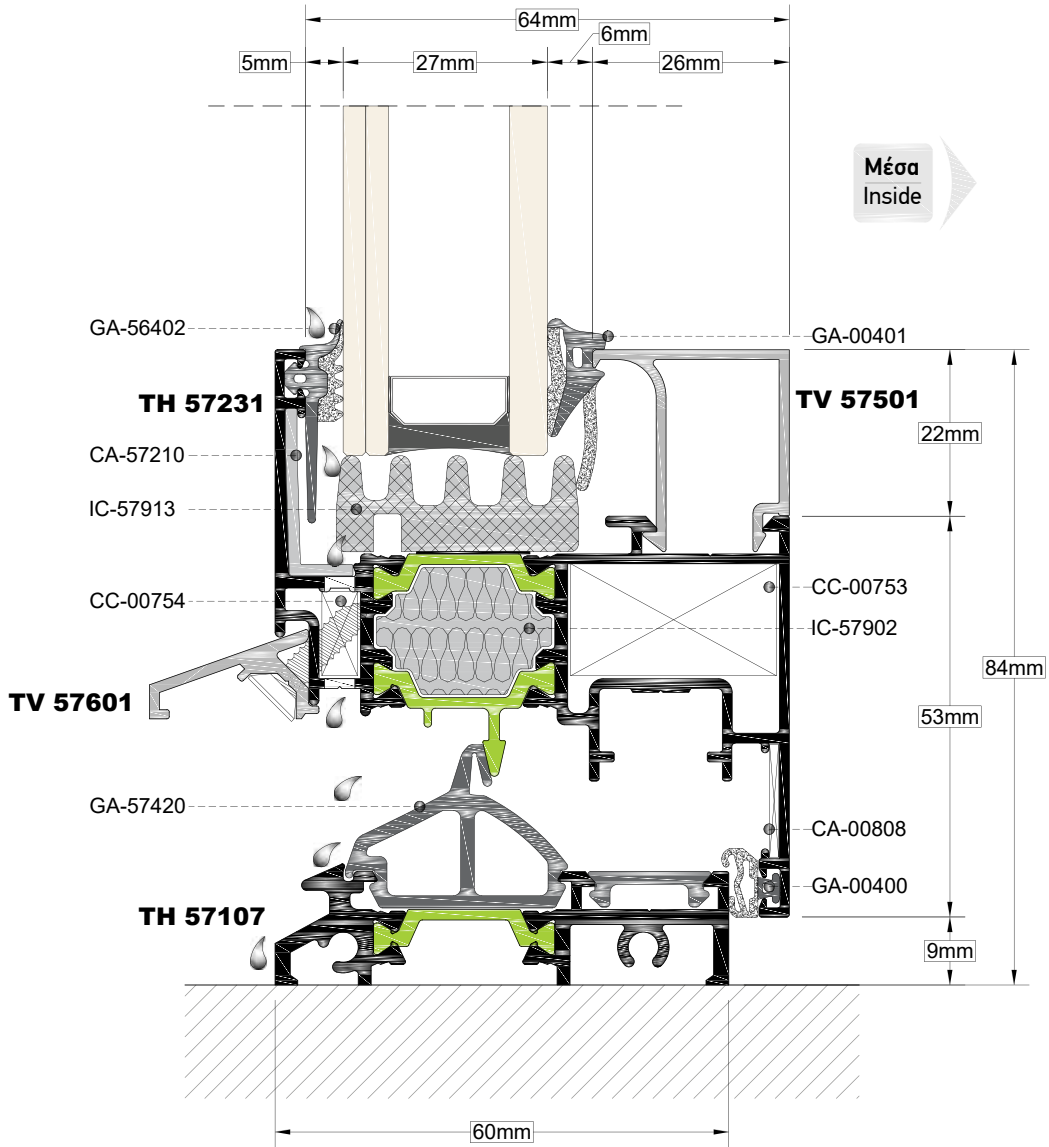 64mm
6mm
5mm
27mm
26mm
Μέσα
Inside
GA-56402
GA-00401
TH 57231
TV 57501
22mm
CA-57210
IC-57913
CC-00754
CC-00753
IC-57902
84mm
TV 57601
53mm
GA-57420
CA-00808
GA-00400
TH 57107
9mm
60mm